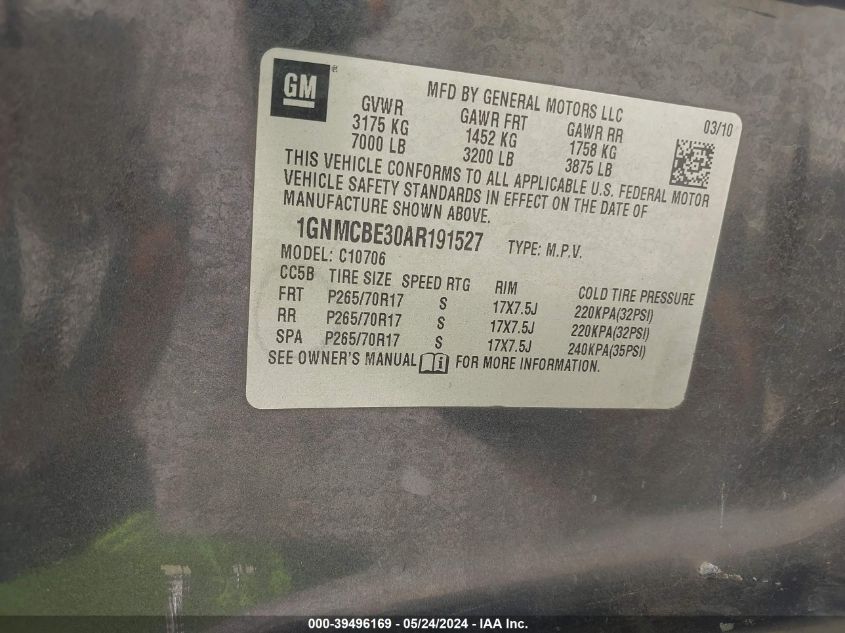 GM
MFD BY GENERAL MOTORS LLC
03/10
GVWR GAWR FRT GAWR RR
3175 KG 1452 KG 1758 KG
7000 LB 3200 LB 3875 LB
THIS VEHICLE CONFORMS TO ALL APPLICABLE U.S. FEDERAL MOTOR
VEHICLE SAFETY STANDARDS IN EFFECT ON THE DATE OF
MANUFACTURE SHOWN ABOVE.
1GNMCBE30AR191527 TYPE: M.P.V.
MODEL: C10706
CC5B TIRE SIZE SPEED RTG RIM COLD TIRE PRESSURE
FRT P265/70R17 S 17X7.5J 220KPA(32PSI)
RR P265/70R17 S 17X7.5J 220KPA(32PSI)
SPA P265/70R17 S 17X7.5J 240KPA(35PSI)
SEE OWNER'S MANUAL FOR MORE INFORMATION.
000-39496169 / 05/24/2024 - IAA Inc.